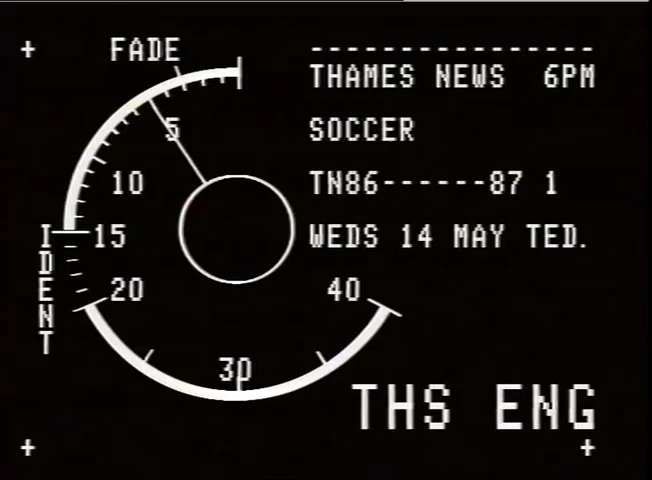 FADE
THAMES NEWS 6PM
SOCCER
5
10
TN86------87 1
15
WEDS 14 MAY TED.
IDENT
20
40
30
THS ENG